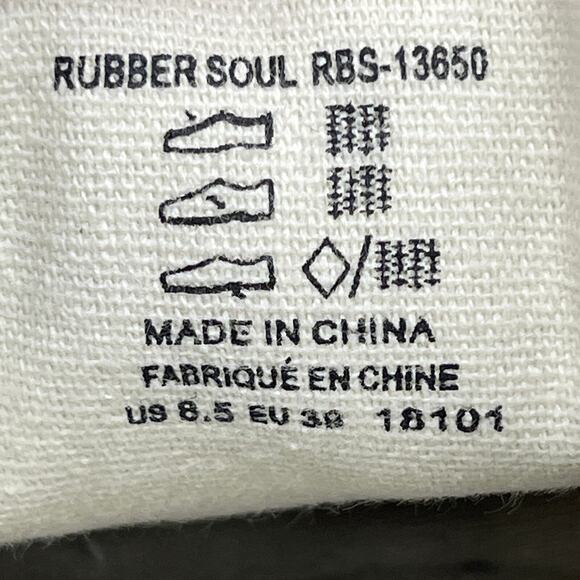 RUBBER SOUL RBS-13650
MADE IN CHINA
FABRIQUÉ EN CHINE
US 8.5 EU 39 18101